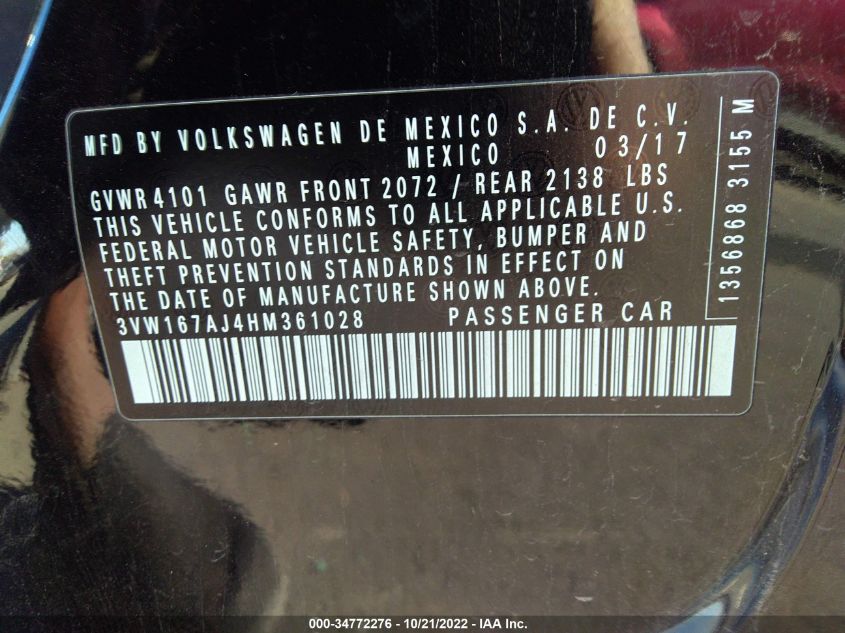 MFD BY VOLKSWAGEN DE MEXICO S.A. DE C.V.
MEXICO 03/17
GVWR 4101 GAWR FRONT 2072 / REAR 2138 LBS
THIS VEHICLE CONFORMS TO ALL APPLICABLE U.S.
FEDERAL MOTOR VEHICLE SAFETY, BUMPER AND
THEFT PREVENTION STANDARDS IN EFFECT ON
THE DATE OF MANUFACTURE SHOWN ABOVE.
3VW167AJ4HM361028 PASSENGER CAR
1356868 3155 M
000-34772276 - 10/21/2022 - IAA Inc.